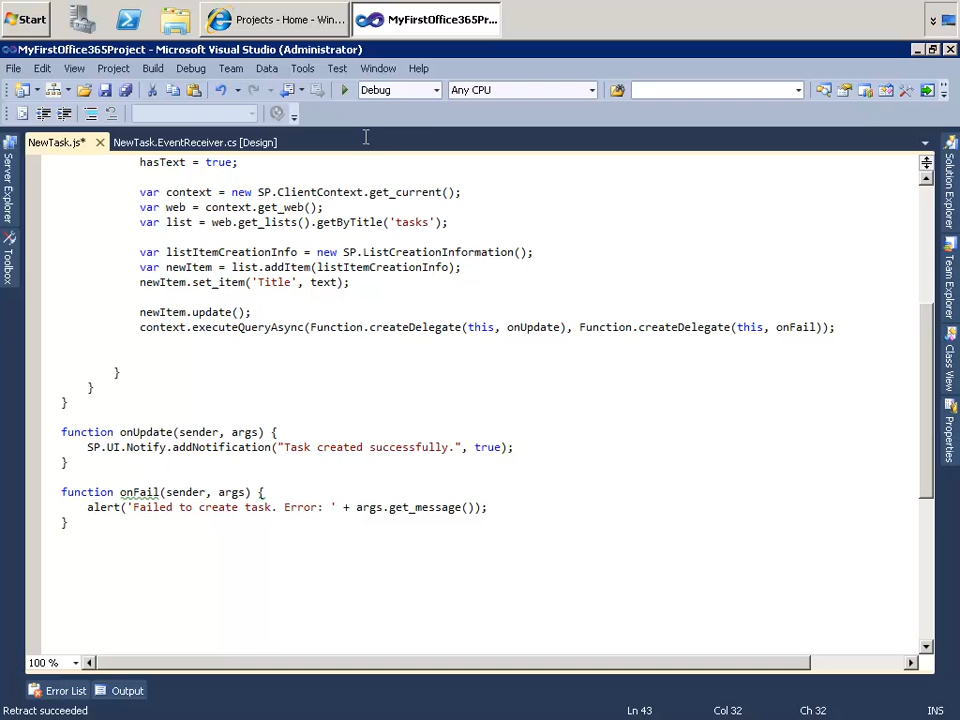 Start
Projects - Home - Win...
MyFirstOffice365Pr...
MyFirstOffice365Project - Microsoft Visual Studio (Administrator)
File Edit View Project Build Debug Team Data Tools Test Window Help
Debug Any CPU
NewTask.js* NewTask.EventReceiver.cs [Design]
Server Explorer
Toolbox
Solution Explorer
Team Explorer
Class View
Properties
hasText = true;
var context = new SP.ClientContext.get_current();
var web = context.get_web();
var list = web.get_lists().getByTitle('tasks');
var listItemCreationInfo = new SP.ListCreationInformation();
var newItem = list.addItem(listItemCreationInfo);
newItem.set_item('Title', text);
newItem.update();
context.executeQueryAsync(Function.createDelegate(this, onUpdate), Function.createDelegate(this, onFail));
}
}
}
function onUpdate(sender, args) {
SP.UI.Notify.addNotification("Task created successfully.", true);
}
function onFail(sender, args) {
alert('Failed to create task. Error: ' + args.get_message());
}
100 %
Error List Output
Retract succeeded Ln 43 Col 32 Ch 32 INS